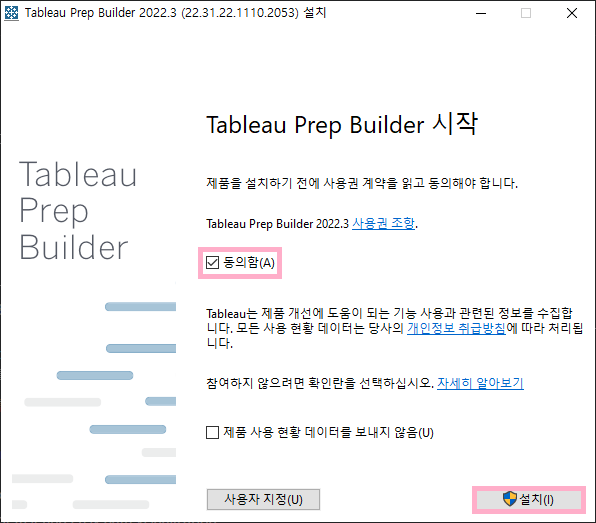 Tableau Prep Builder 2022.3 (22.31.22.1110.2053) 설치
Tableau Prep Builder 시작
Tableau
Prep
Builder
제품을 설치하기 전에 사용권 계약을 읽고 동의해야 합니다.
Tableau Prep Builder 2022.3 사용권 조항.
동의함(A)
Tableau는 제품 개선에 도움이 되는 기능 사용과 관련된 정보를 수집합
니다. 모든 사용 현황 데이터는 당사의 개인정보 취급방침에 따라 처리됩
니다.
참여하지 않으려면 확인란을 선택하십시오. 자세히 알아보기
제품 사용 현황 데이터를 보내지 않음(U)
사용자 지정(U)
설치(I)